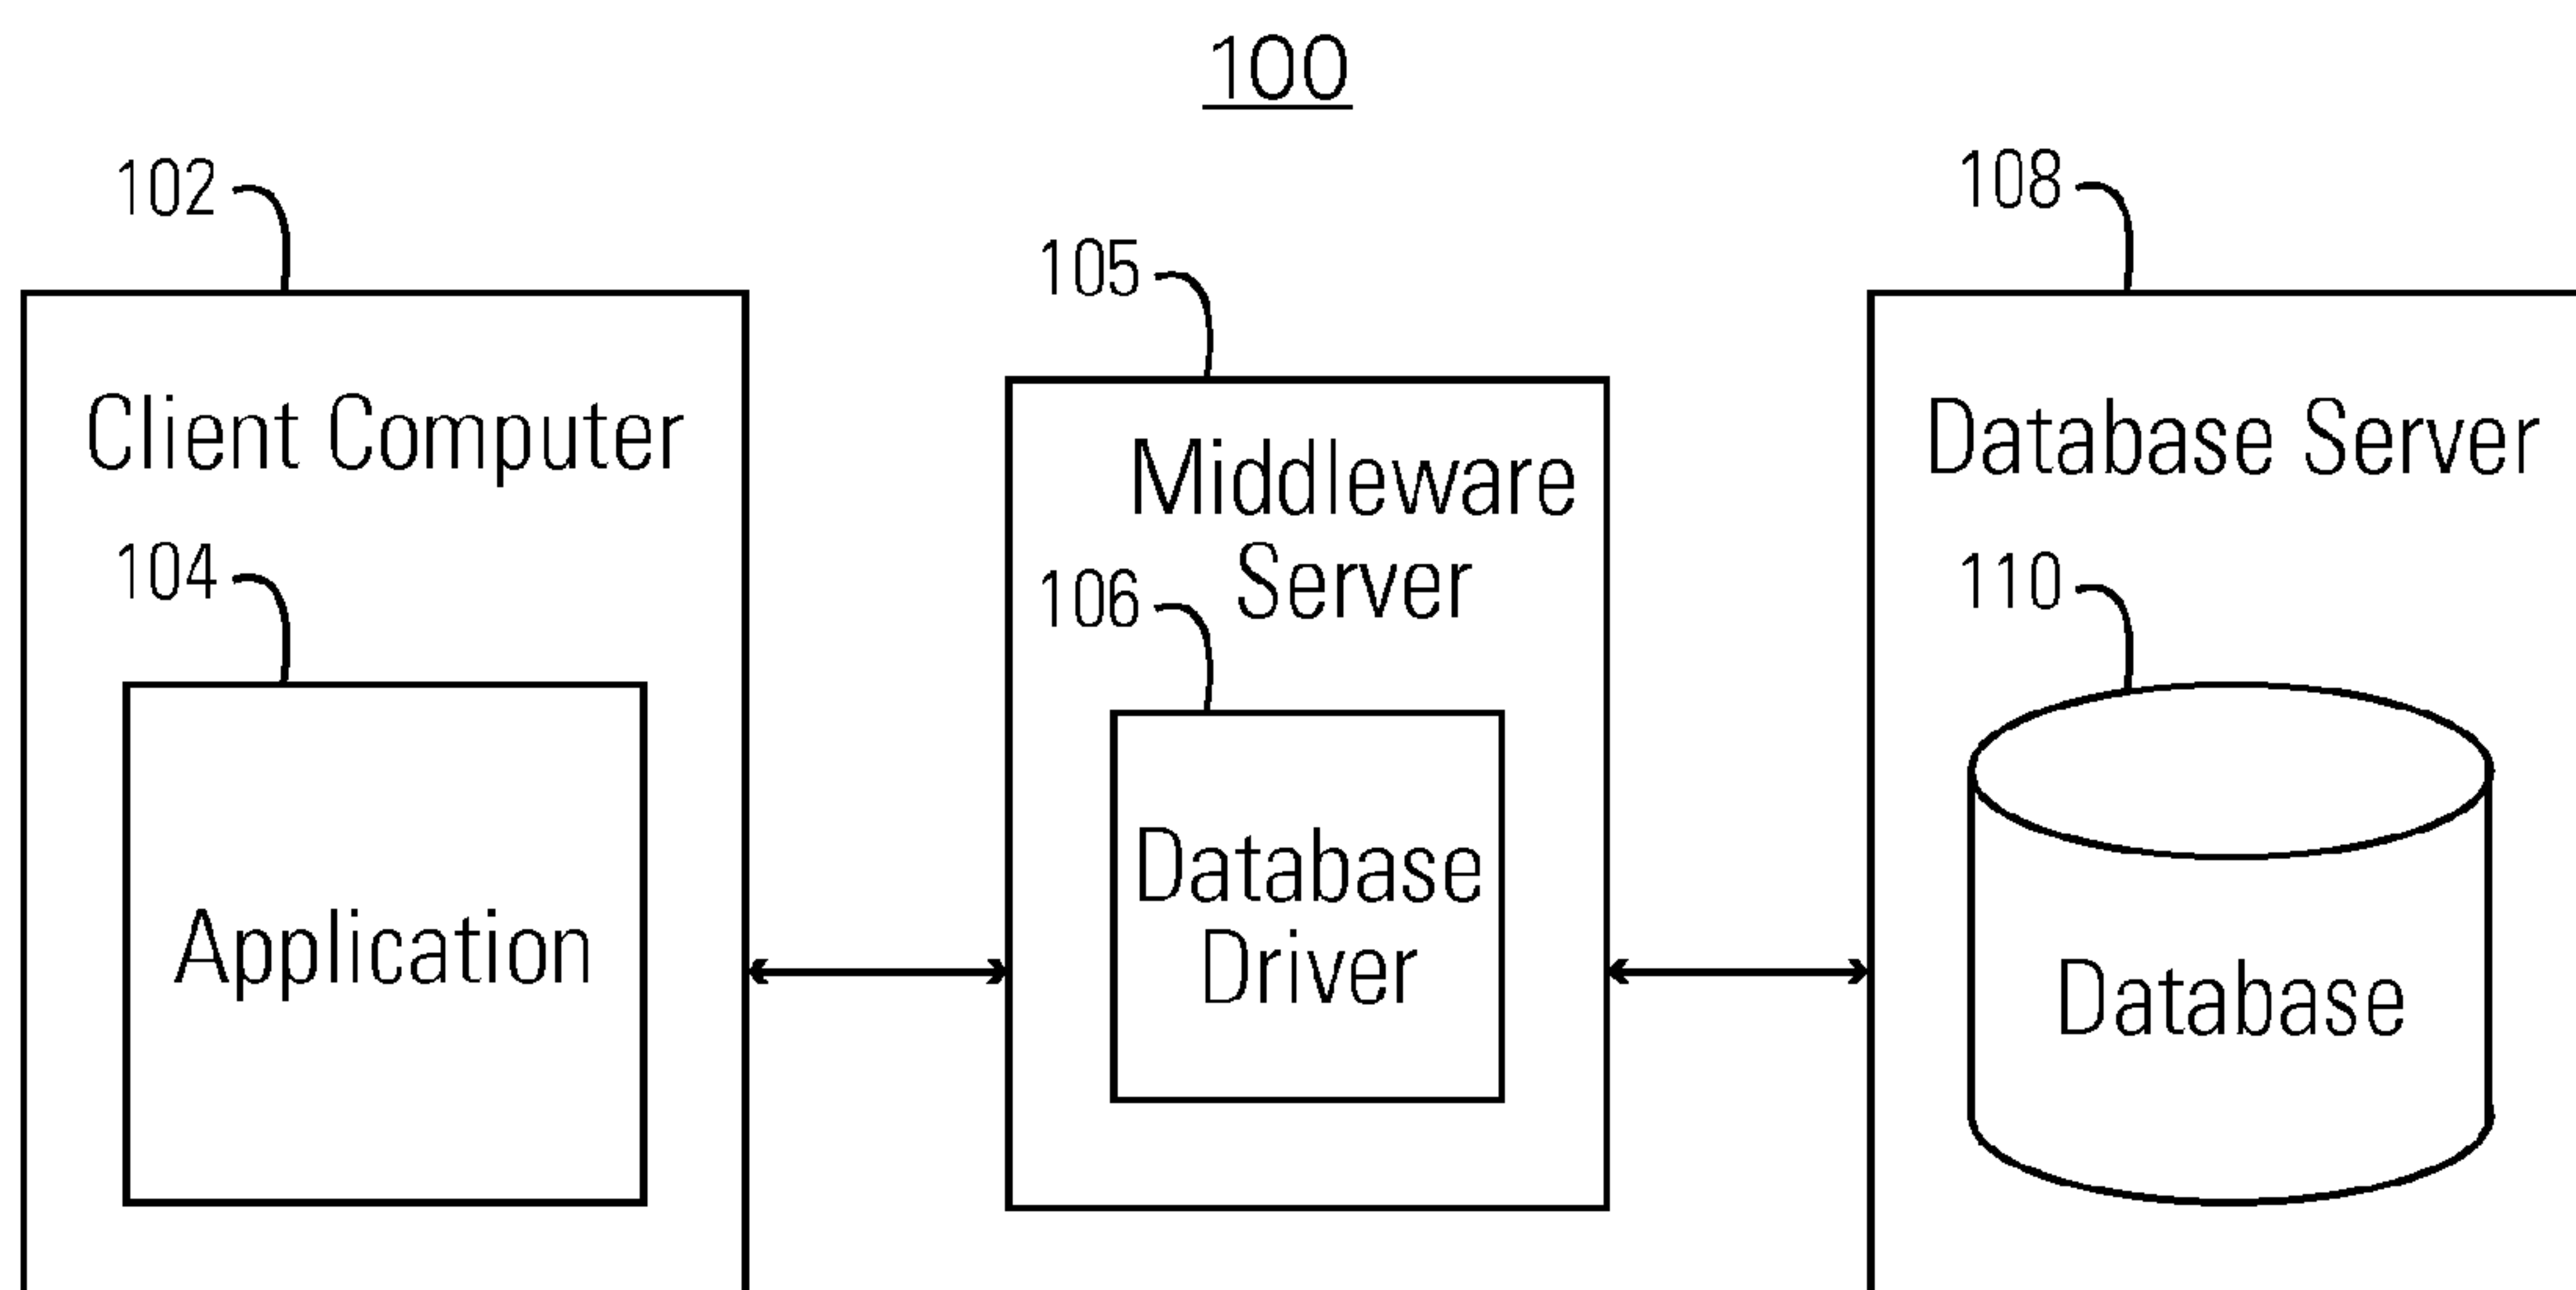 100
102
Client Computer
104
Application
105
Middleware
Server
106
Database
Driver
108
Database Server
110
Database